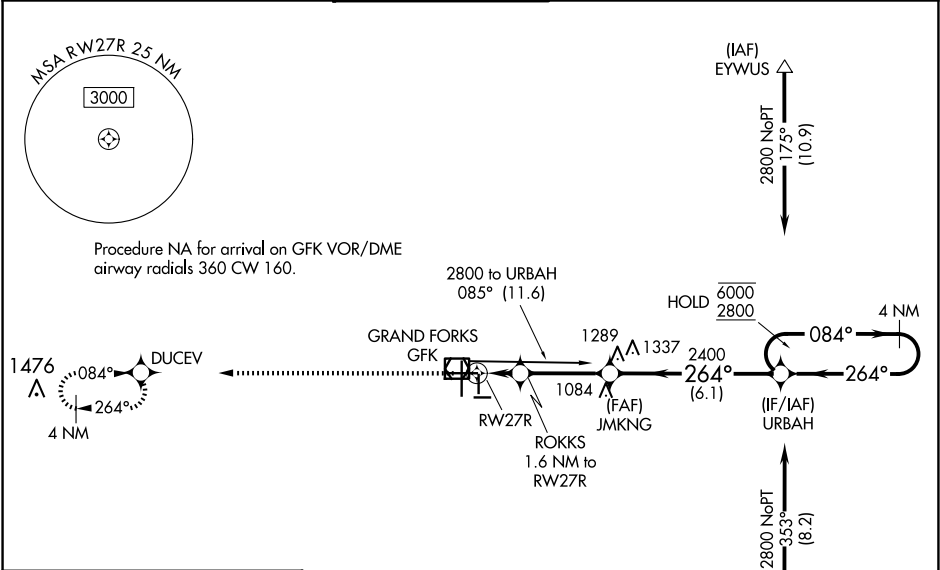 MSA RW27R 25 NM
3000
(IAF)
EYWUS
2800 NoPT
175°
(10.9)
Procedure NA for arrival on GFK VOR/DME
airway radials 360 CW 160.
2800 to URBAH
085° (11.6)
HOLD
6000
2800
4 NM
084°
264°
GRAND FORKS
GFK
1289
1337
2400
264°
(6.1)
1084
(FAF)
JMKNG
(IF/IAF)
URBAH
RW27R
ROKKS
1.6 NM to
RW27R
1476
084°
DUCEV
264°
4 NM
2800 NoPT
353°
(8.2)